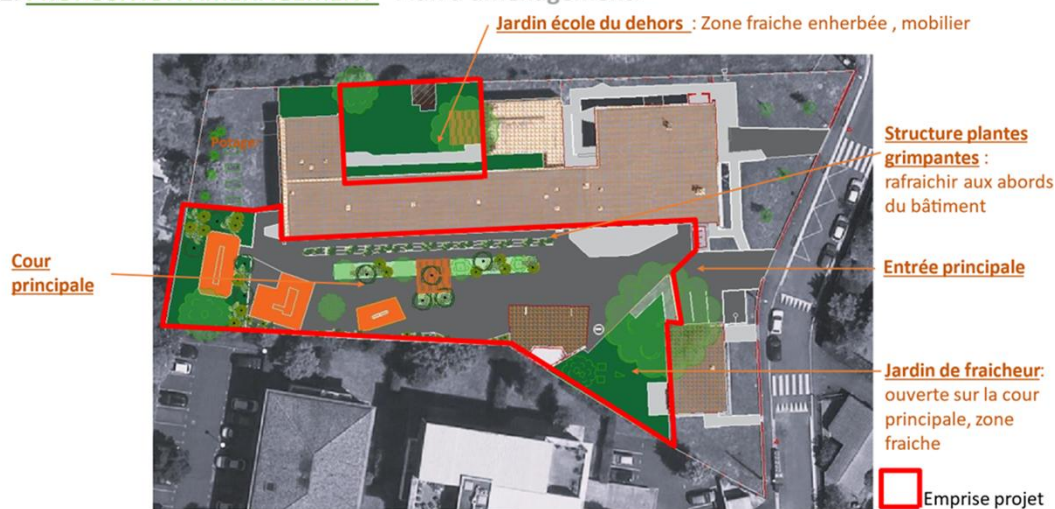 Jardin école du dehors : Zone fraiche enherbée , mobilier
Potager
Structure plantes
grimpantes :
rafraichir aux abords
du bâtiment
Cour
principale
Entrée principale
Jardin de fraicheur:
ouverte sur la cour
principale, zone
fraiche
Emprise projet